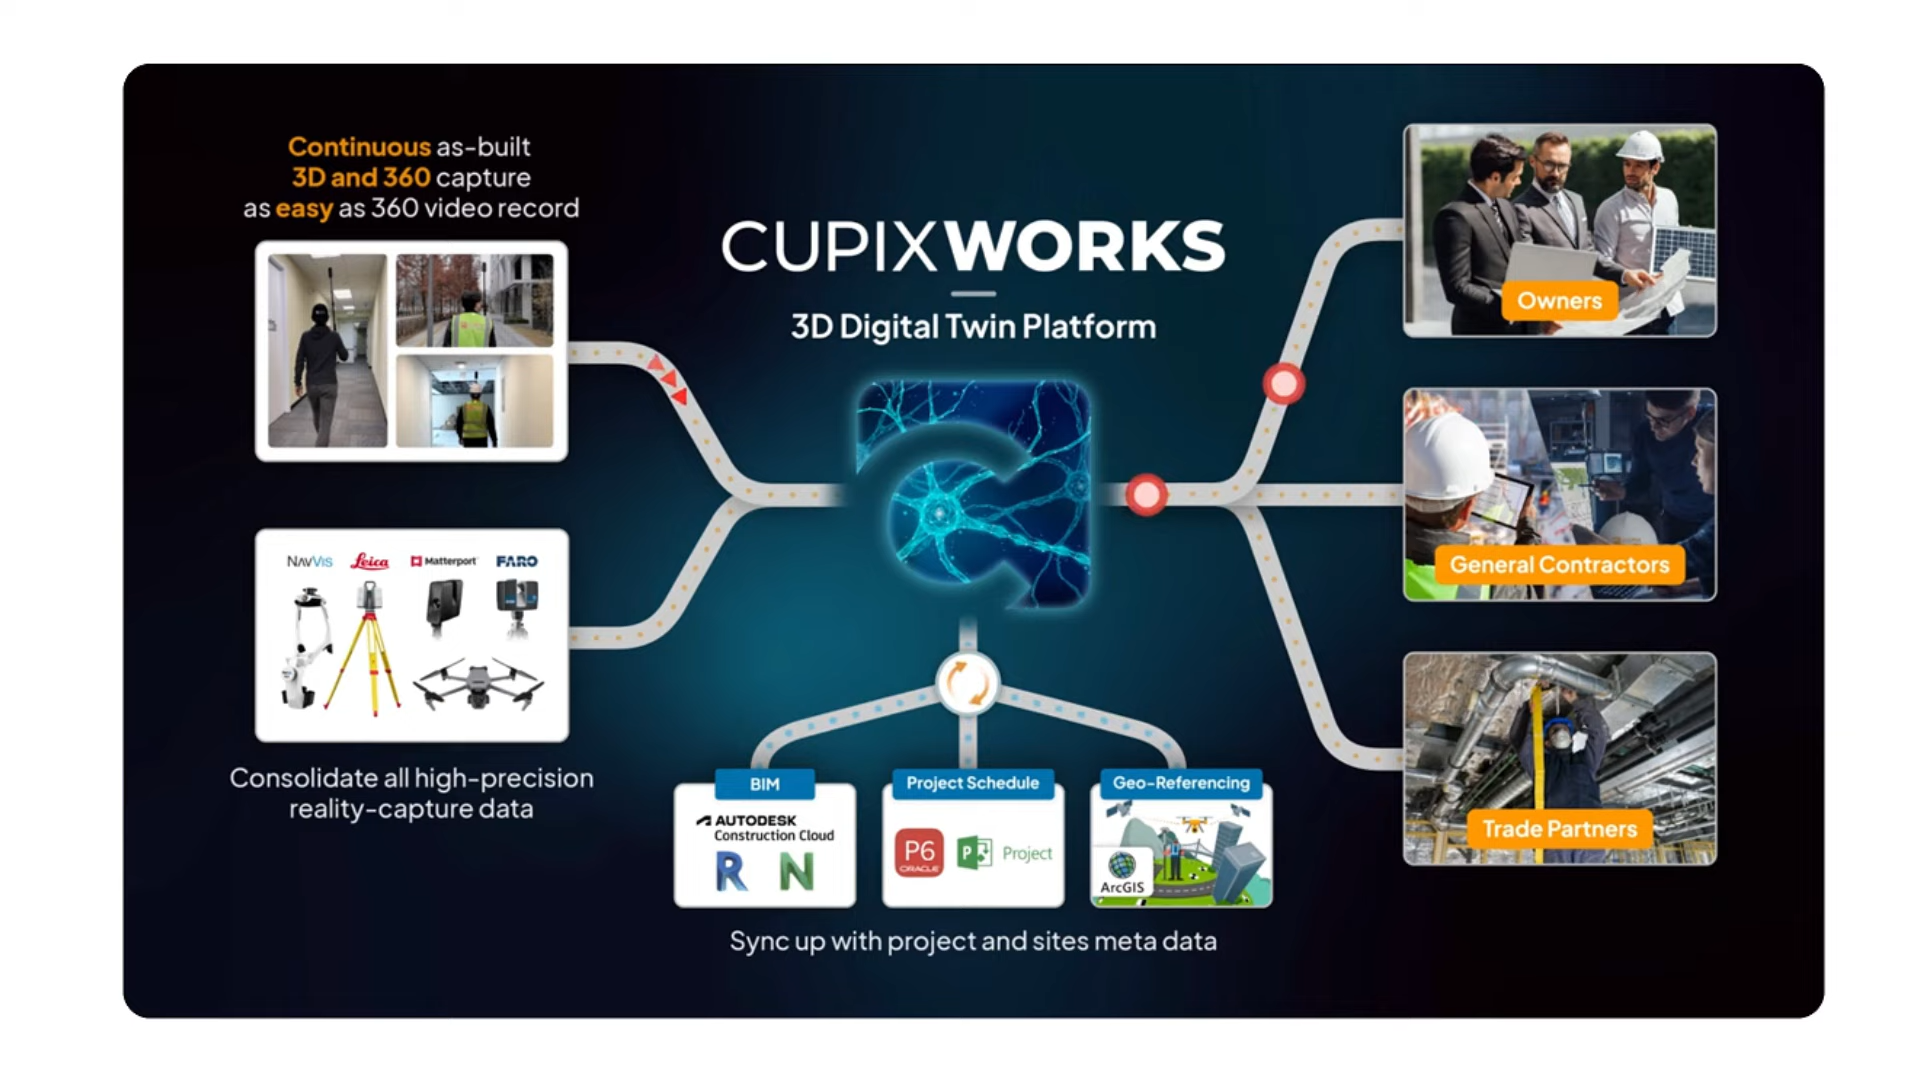 Continuous as-built
3D and 360 capture
as easy as 360 video record
NAVVIS
Leica
Matterport
FARO
Consolidate all high-precision
reality-capture data
CUPIXWORKS
3D Digital Twin Platform
BIM
AUTODESK
Construction Cloud
R
N
Project Schedule
P6
ORACLE
P
Project
Geo-Referencing
ArcGIS
Sync up with project and sites meta data
Owners
General Contractors
Trade Partners